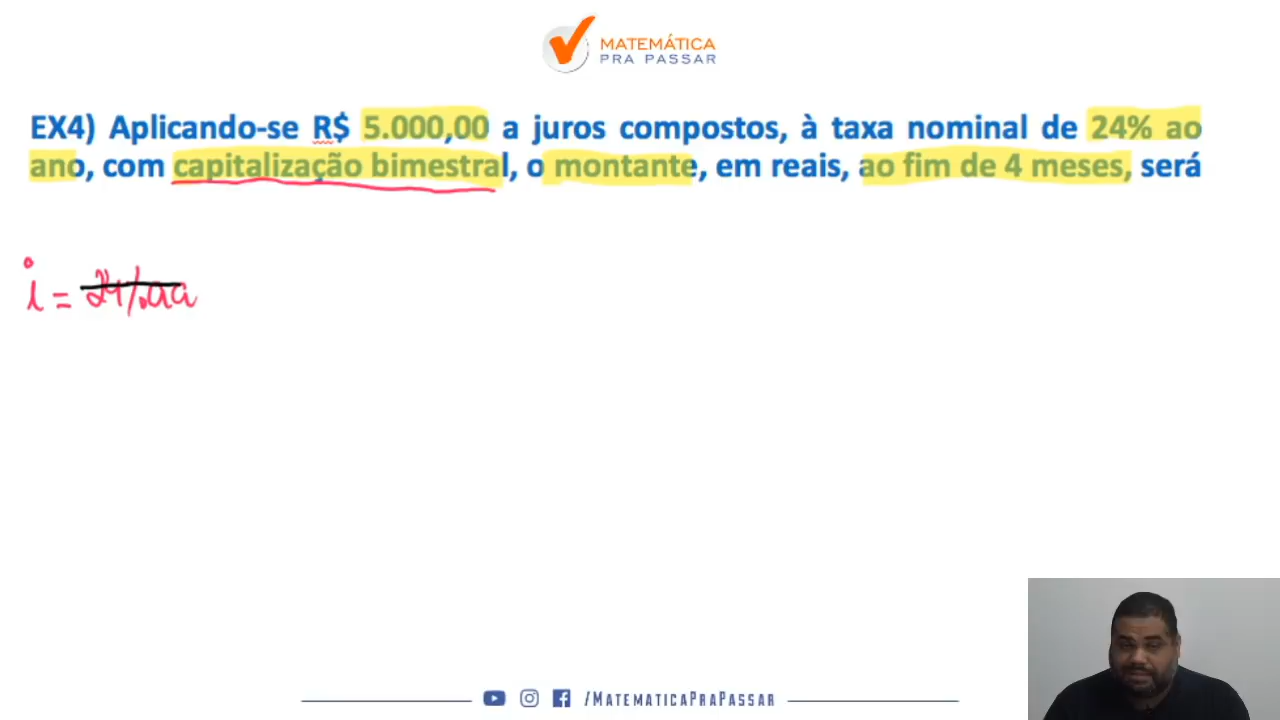 MATEMÁTICA
PRA PASSAR
EX4) Aplicando-se R$ 5.000,00 a juros compostos, à taxa nominal de 24% ao
ano, com capitalização bimestral, o montante, em reais, ao fim de 4 meses, será
i = 24%aa
/MATEMATICAPRAPASSAR